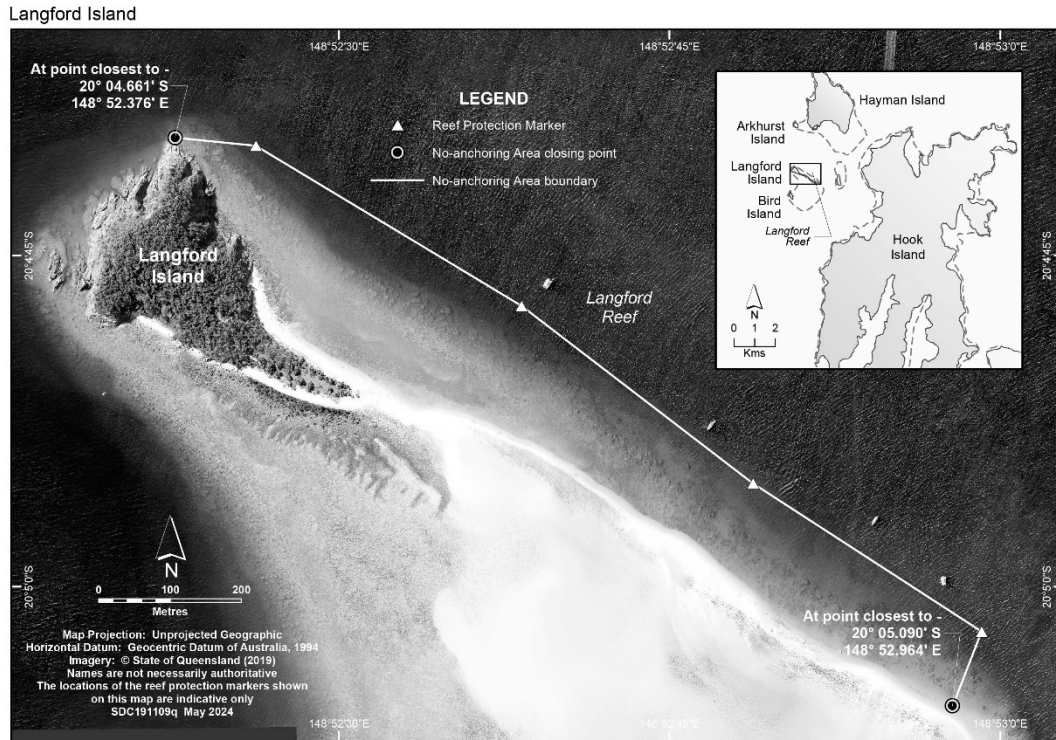 Langford Island
148°52'30"E
148°52'45"E
148°53'0"E
At point closest to -
20° 04.661' S
148° 52.376' E
LEGEND
Reef Protection Marker
No-anchoring Area closing point
No-anchoring Area boundary
Hayman Island
Arkhurst
Island
Langford
Island
Bird
Island
Langford
Reef
Hook
Island
N
0 1 2
Kms
20°4'45"S
20°4'45"S
Langford
Island
Langford
Reef
N
0 100 200
Metres
20°5'0"S
20°5'0"S
At point closest to -
20° 05.090' S
148° 52.964' E
Map Projection: Unprojected Geographic
Horizontal Datum: Geocentric Datum of Australia, 1994
Imagery: © State of Queensland (2019)
Names are not necessarily authoritative
The locations of the reef protection markers shown
on this map are indicative only
SDC191109q May 2024
148°52'30"E
148°52'45"E
148°53'0"E